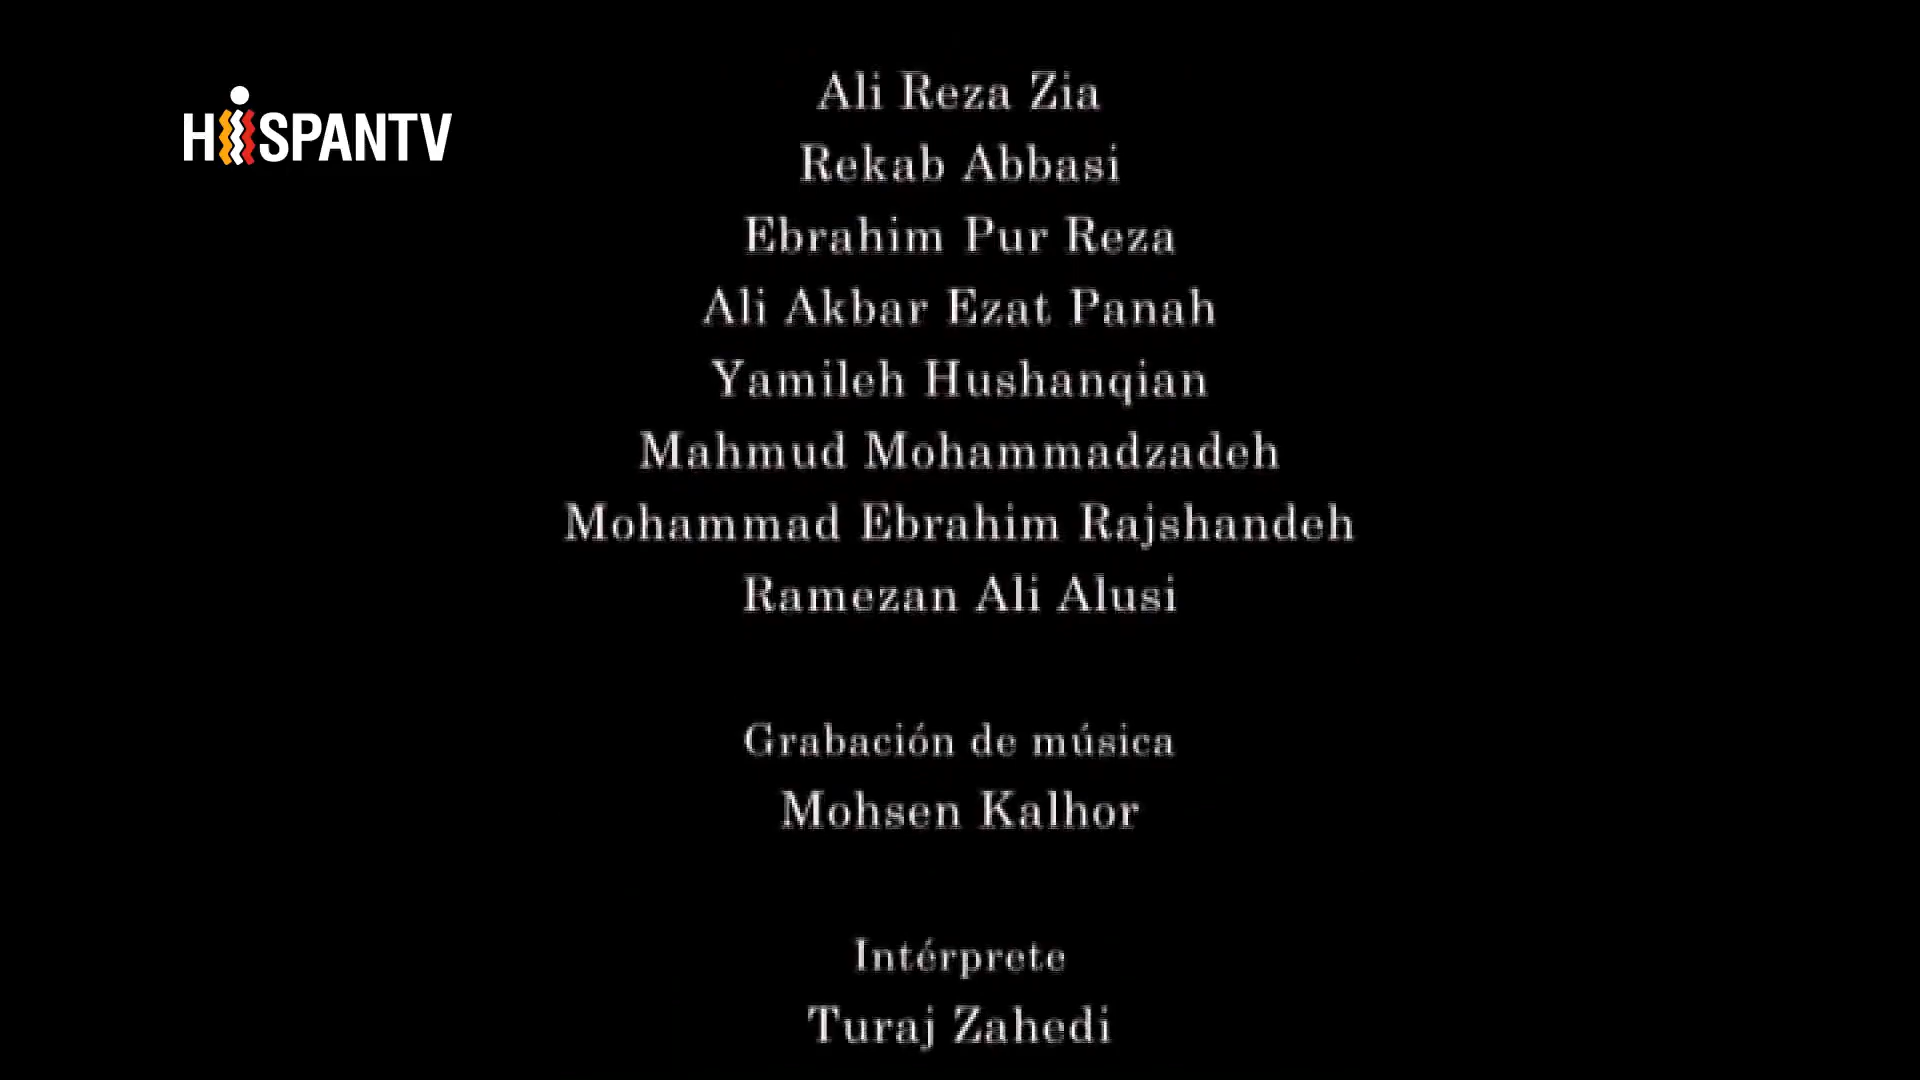 HISPANTV
Ali Reza Zia
Rekab Abbasi
Ebrahim Pur Reza
Ali Akbar Ezat Panah
Yamileh Hushanqian
Mahmud Mohammadzadeh
Mohammad Ebrahim Rajshandeh
Ramezan Ali Alusi
Grabación de música
Mohsen Kalhor
Intérprete
Turaj Zahedi